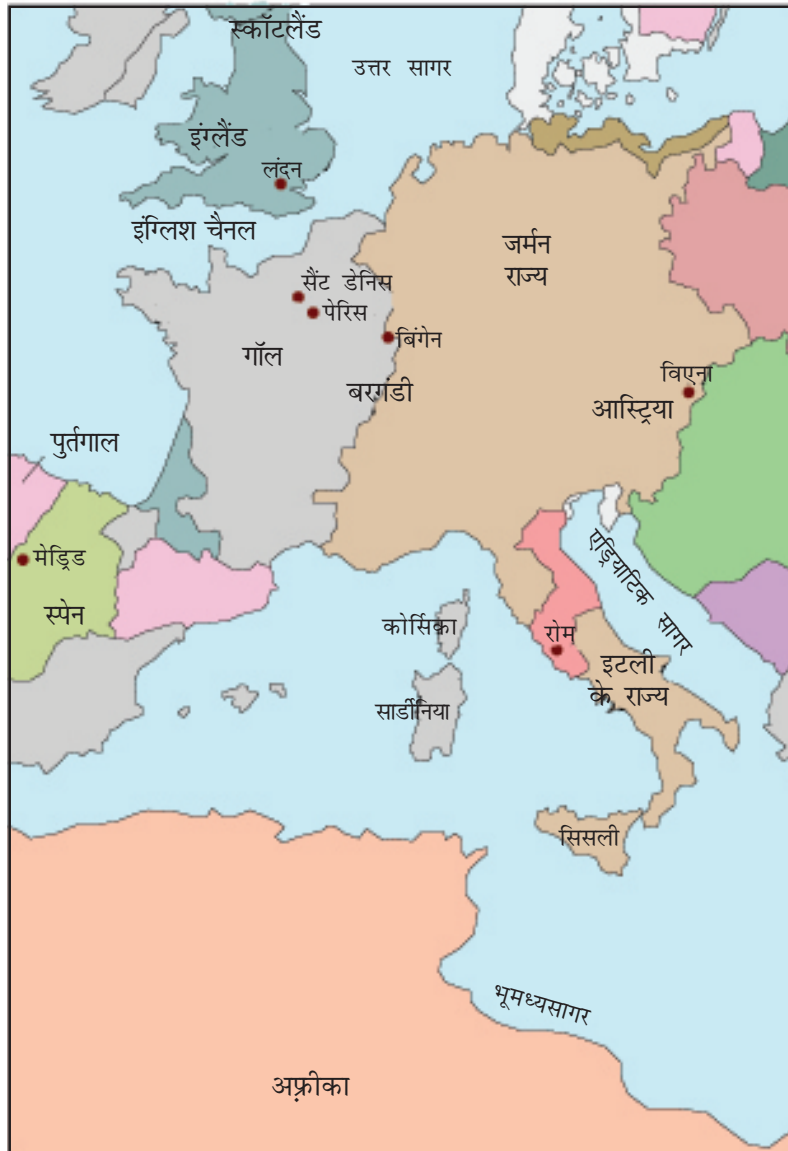 स्कॉटलैंड
उत्तर सागर
इंग्लैंड
लंदन
इंग्लिश चैनल
जर्मन
राज्य
सैंट डेनिस
पेरिस
बिंगेन
गॉल
विएना
बरगंडी
आस्ट्रिया
पुर्तगाल
एड्रियाटिक सागर
मेड्रिड
स्पेन
कोर्सिका
रोम
इटली
के राज्य
सार्डीनिया
सिसली
भूमध्यसागर
अफ़्रीका